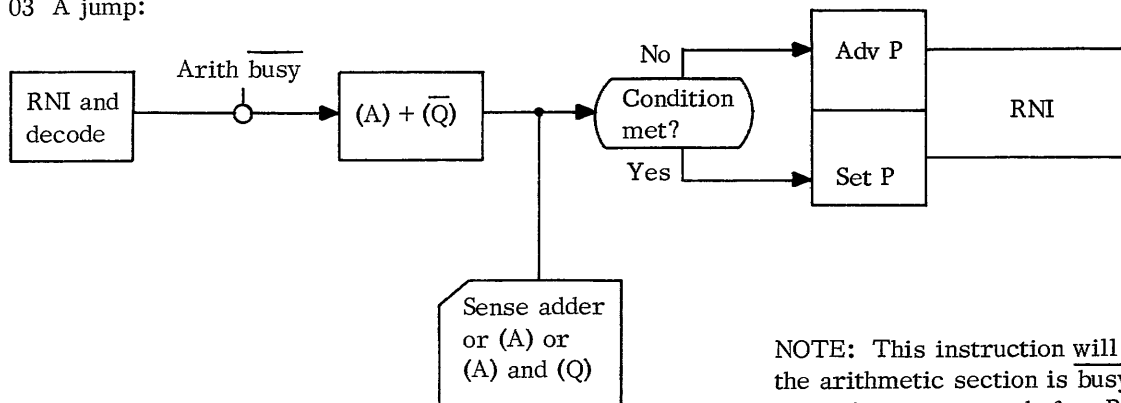 03 A jump:
Arith busy
RNI and
decode
(A) + (Q̅)
No
Condition
met?
Yes
Adv P
Set P
RNI
Sense adder
or (A) or
(A) and (Q)
NOTE: This instruction will
the arithmetic section is busy